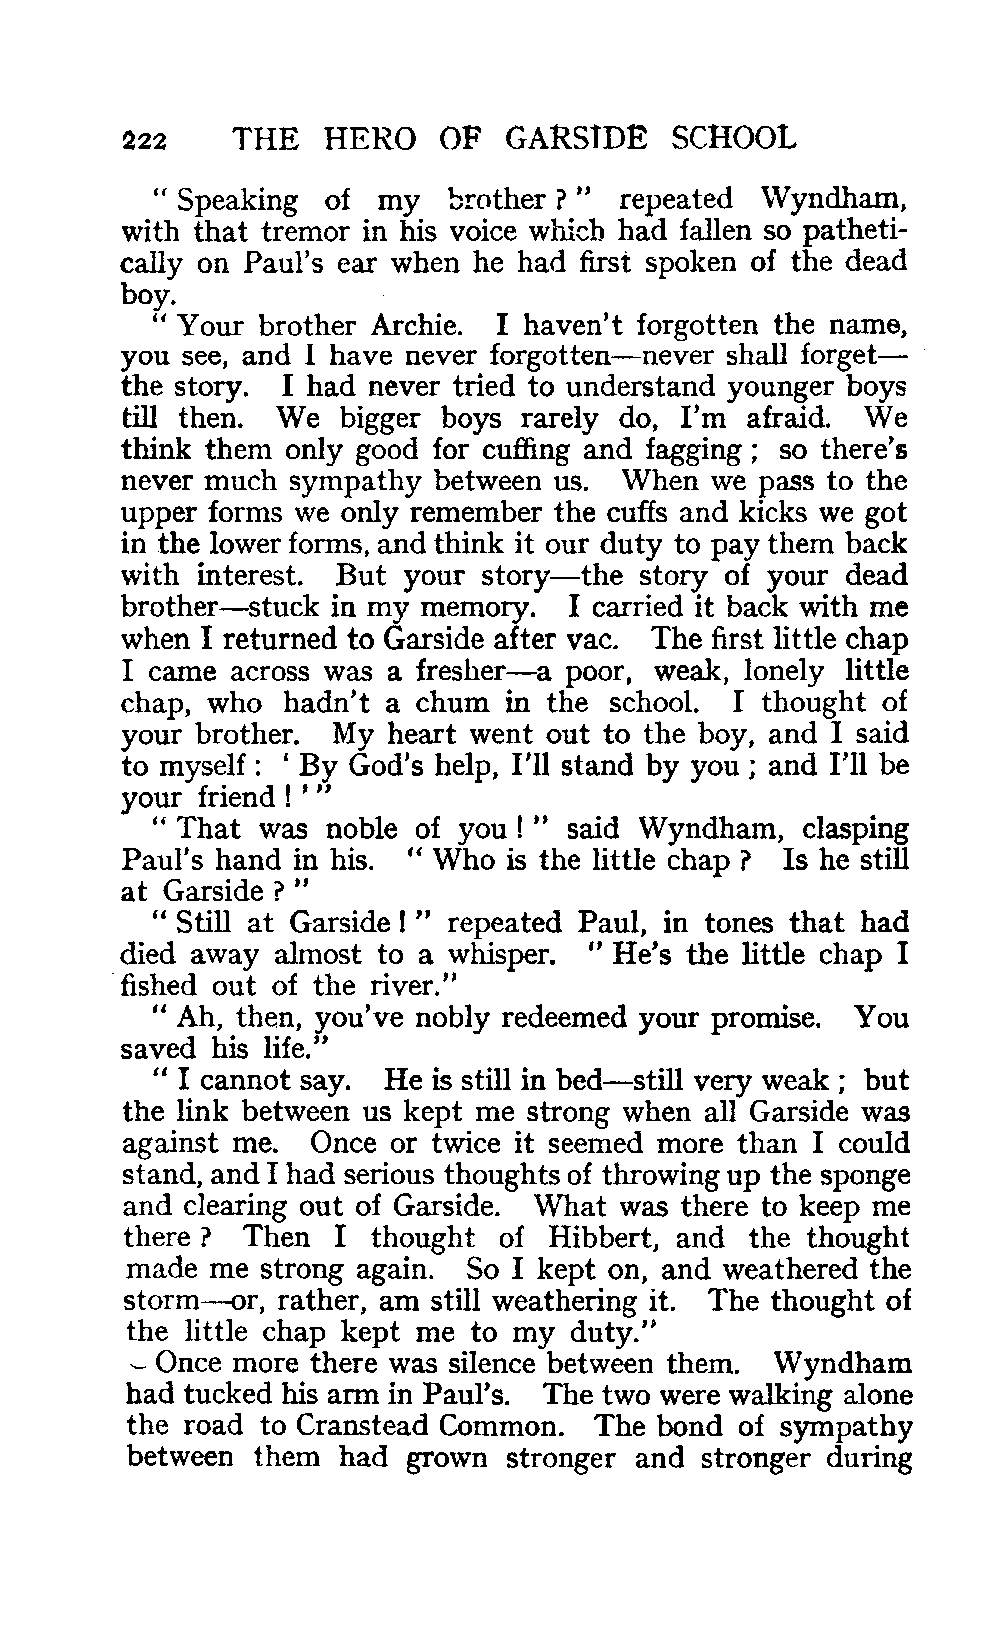 222 THE HERO OF GARSIDE SCHOOL
“ Speaking of my brother ? ” repeated Wyndham,
with that tremor in his voice which had fallen so patheti-
cally on Paul’s ear when he had first spoken of the dead
boy.
“ Your brother Archie. I haven’t forgotten the name,
you see, and I have never forgotten—never shall forget—
the story. I had never tried to understand younger boys
till then. We bigger boys rarely do, I’m afraid. We
think them only good for cuffing and fagging ; so there’s
never much sympathy between us. When we pass to the
upper forms we only remember the cuffs and kicks we got
in the lower forms, and think it our duty to pay them back
with interest. But your story—the story of your dead
brother—stuck in my memory. I carried it back with me
when I returned to Garside after vac. The first little chap
I came across was a fresher—a poor, weak, lonely little
chap, who hadn’t a chum in the school. I thought of
your brother. My heart went out to the boy, and I said
to myself : ‘ By God’s help, I’ll stand by you ; and I’ll be
your friend ! ’ ”
“ That was noble of you ! ” said Wyndham, clasping
Paul’s hand in his. “ Who is the little chap ? Is he still
at Garside ? ”
“ Still at Garside ! ” repeated Paul, in tones that had
died away almost to a whisper. “ He’s the little chap I
fished out of the river.”
“ Ah, then, you’ve nobly redeemed your promise. You
saved his life.”
“ I cannot say. He is still in bed—still very weak ; but
the link between us kept me strong when all Garside was
against me. Once or twice it seemed more than I could
stand, and I had serious thoughts of throwing up the sponge
and clearing out of Garside. What was there to keep me
there ? Then I thought of Hibbert, and the thought
made me strong again. So I kept on, and weathered the
storm—or, rather, am still weathering it. The thought of
the little chap kept me to my duty.”
Once more there was silence between them. Wyndham
had tucked his arm in Paul’s. The two were walking alone
the road to Cranstead Common. The bond of sympathy
between them had grown stronger and stronger during